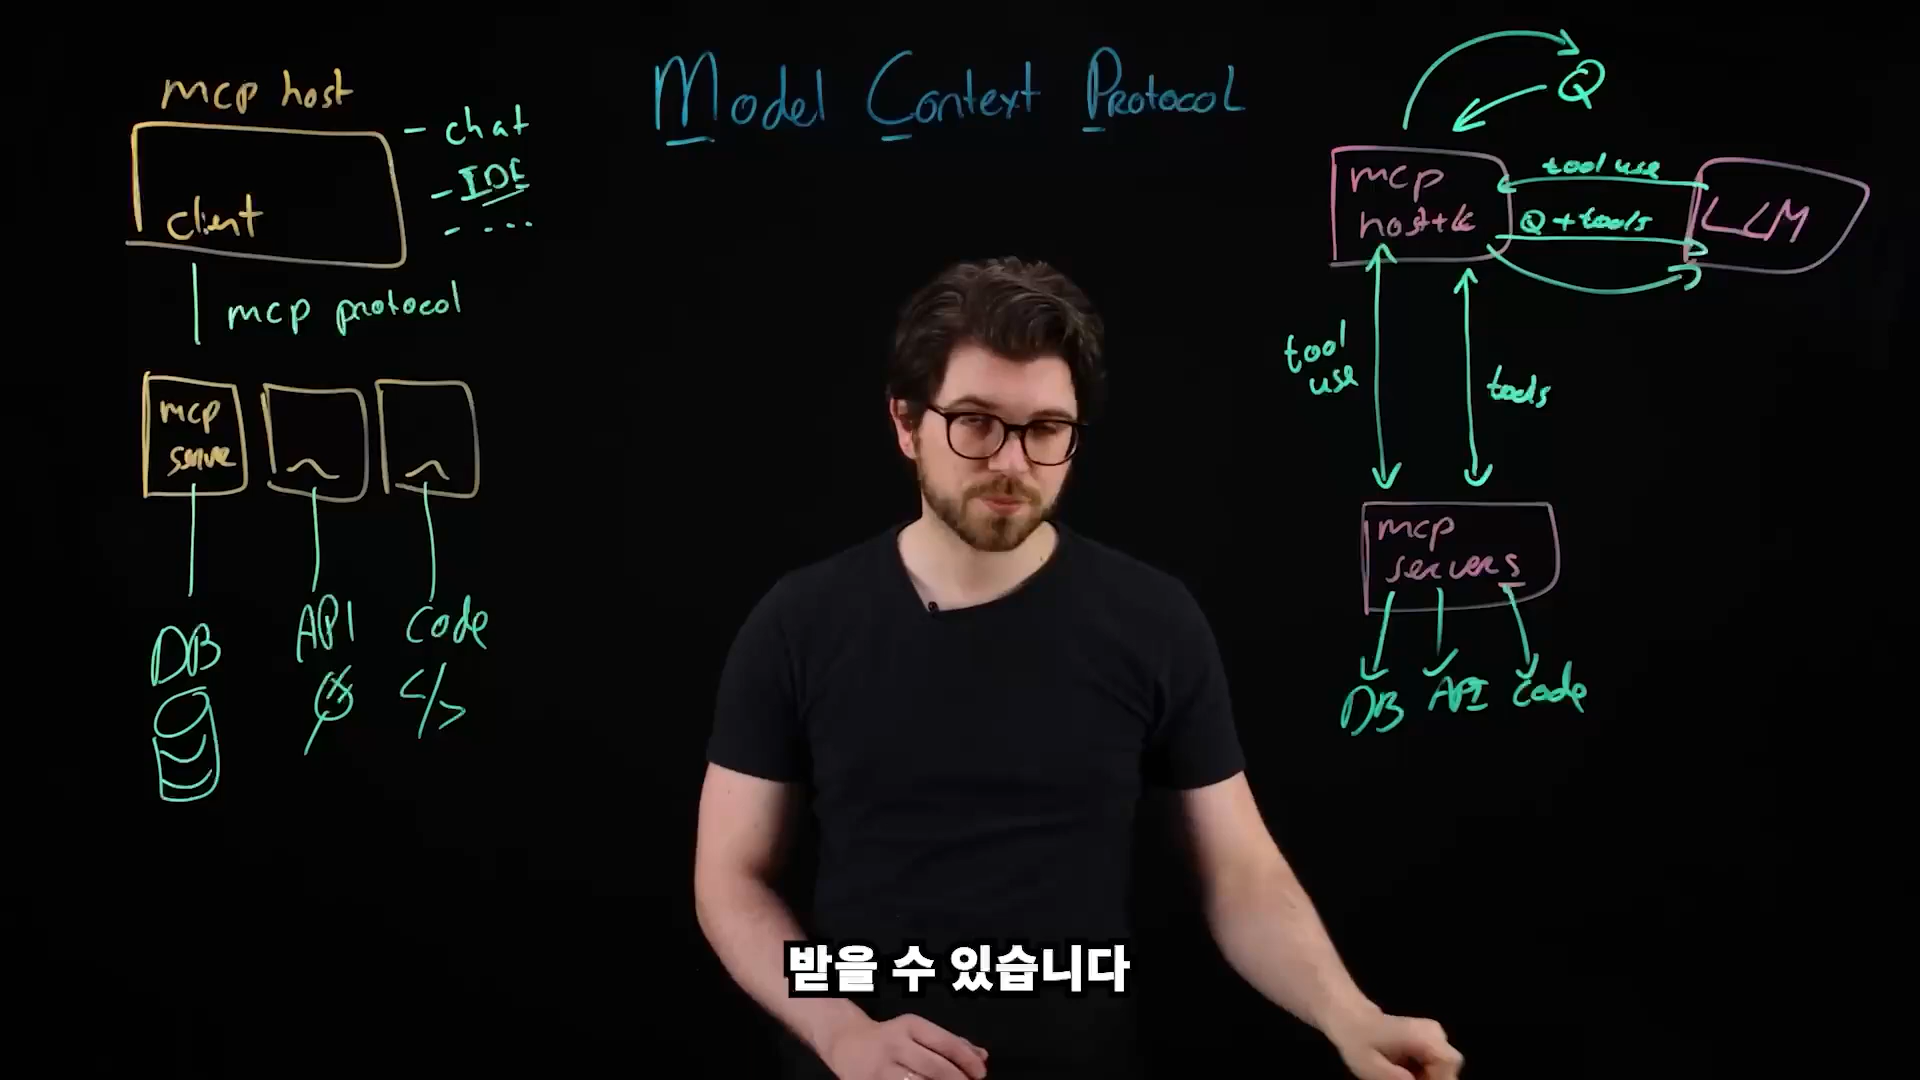 Model Context Protocol
mcp host
client
- chat
- IDE
- ....
mcp protocol
mcp
DB
API
Code
</>
Q
mcp
host
tool use
Q + tools
LLM
tool
use
tools
mcp
servers
DB
API
Code
받을 수 있습니다